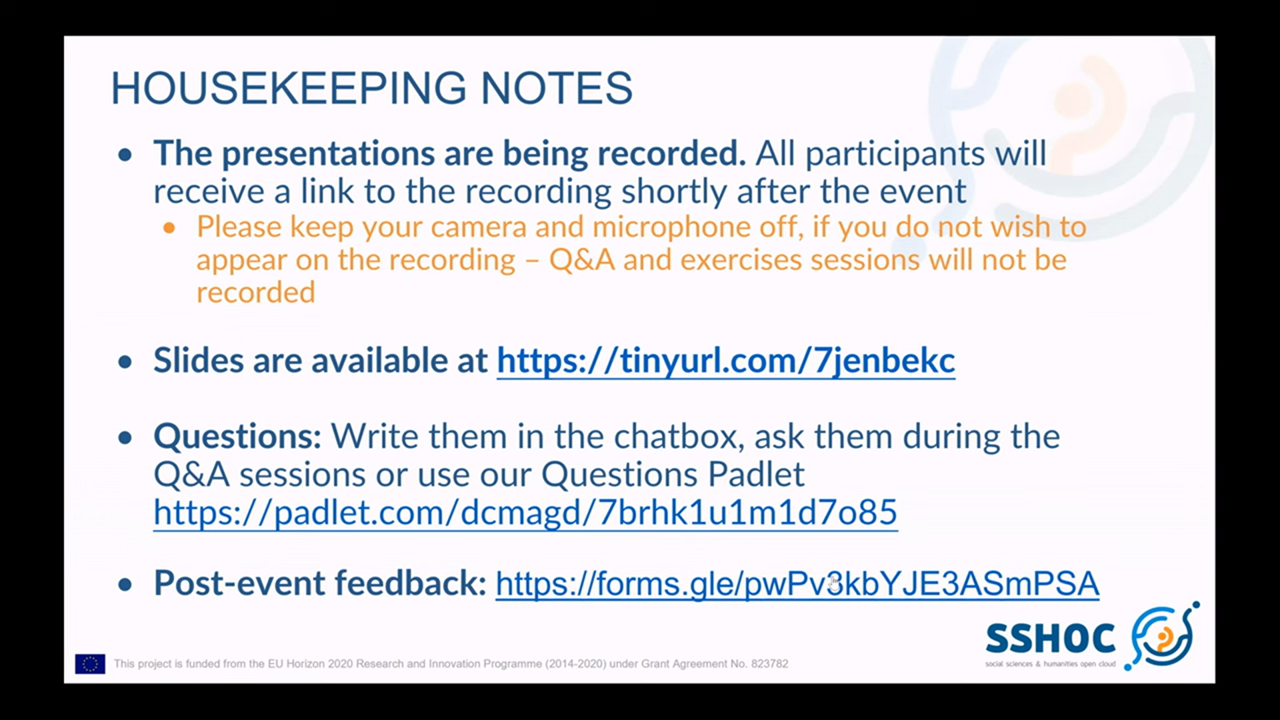 HOUSEKEEPING NOTES
• The presentations are being recorded. All participants will
receive a link to the recording shortly after the event
• Please keep your camera and microphone off, if you do not wish to
appear on the recording – Q&A and exercises sessions will not be
recorded
• Slides are available at https://tinyurl.com/7jenbekc
• Questions: Write them in the chatbox, ask them during the
Q&A sessions or use our Questions Padlet
https://padlet.com/dcmagd/7brhk1u1m1d7o85
• Post-event feedback: https://forms.gle/pwPv3kbYJE3ASmPSA
SSHOC
social sciences & humanities open cloud
This project is funded from the EU Horizon 2020 Research and Innovation Programme (2014-2020) under Grant Agreement No. 823782